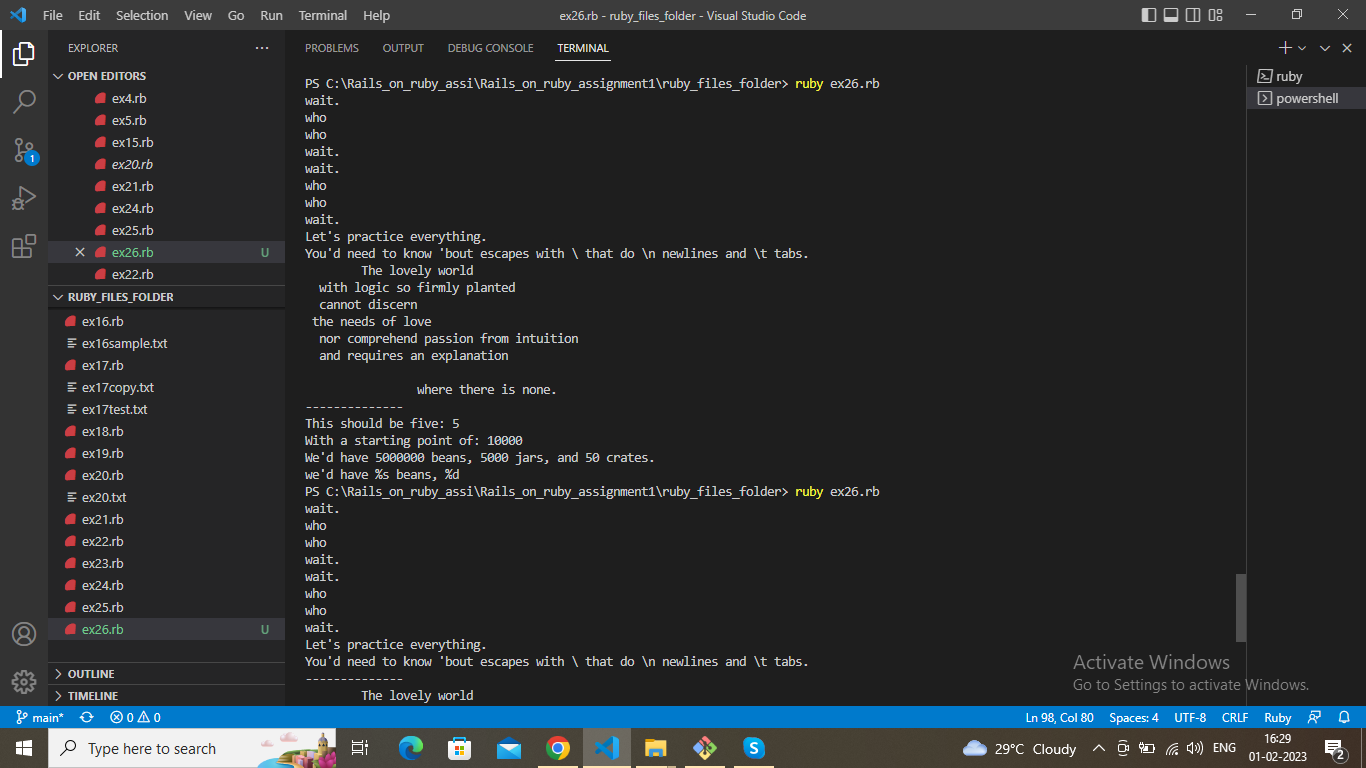 File Edit Selection View Go Run Terminal Help ex26.rb - ruby_files_folder - Visual Studio Code
EXPLORER
OPEN EDITORS
ex4.rb
ex5.rb
ex15.rb
ex20.rb
ex21.rb
ex24.rb
ex25.rb
ex26.rb U
ex22.rb
RUBY_FILES_FOLDER
ex16.rb
ex16sample.txt
ex17.rb
ex17copy.txt
ex17test.txt
ex18.rb
ex19.rb
ex20.rb
ex20.txt
ex21.rb
ex22.rb
ex23.rb
ex24.rb
ex25.rb
ex26.rb U
OUTLINE
TIMELINE
1
PROBLEMS OUTPUT DEBUG CONSOLE TERMINAL
PS C:\Rails_on_ruby_assi\Rails_on_ruby_assignment1\ruby_files_folder> ruby ex26.rb
wait.
who
who
wait.
wait.
who
who
wait.
Let's practice everything.
You'd need to know 'bout escapes with \ that do \n newlines and \t tabs.
The lovely world
with logic so firmly planted
cannot discern
the needs of love
nor comprehend passion from intuition
and requires an explanation
where there is none.
--------------
This should be five: 5
With a starting point of: 10000
We'd have 5000000 beans, 5000 jars, and 50 crates.
we'd have %s beans, %d
PS C:\Rails_on_ruby_assi\Rails_on_ruby_assignment1\ruby_files_folder> ruby ex26.rb
wait.
who
who
wait.
wait.
who
who
wait.
Let's practice everything.
You'd need to know 'bout escapes with \ that do \n newlines and \t tabs.
--------------
The lovely world
ruby
powershell
Activate Windows
Go to Settings to activate Windows.
main* 0 0 Ln 98, Col 80 Spaces: 4 UTF-8 CRLF Ruby
Type here to search 29°C Cloudy ENG 16:29
01-02-2023 2